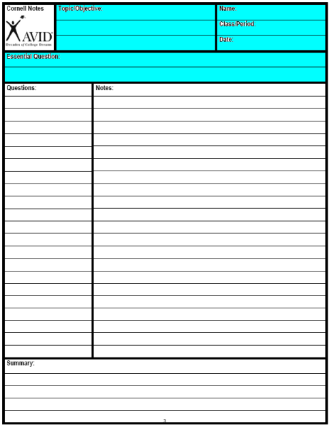 Cornell Notes
Topic/Objective:
Name:
AVID
Class/Period:
Date:
Essential Question:
Questions:
Notes:
Summary: